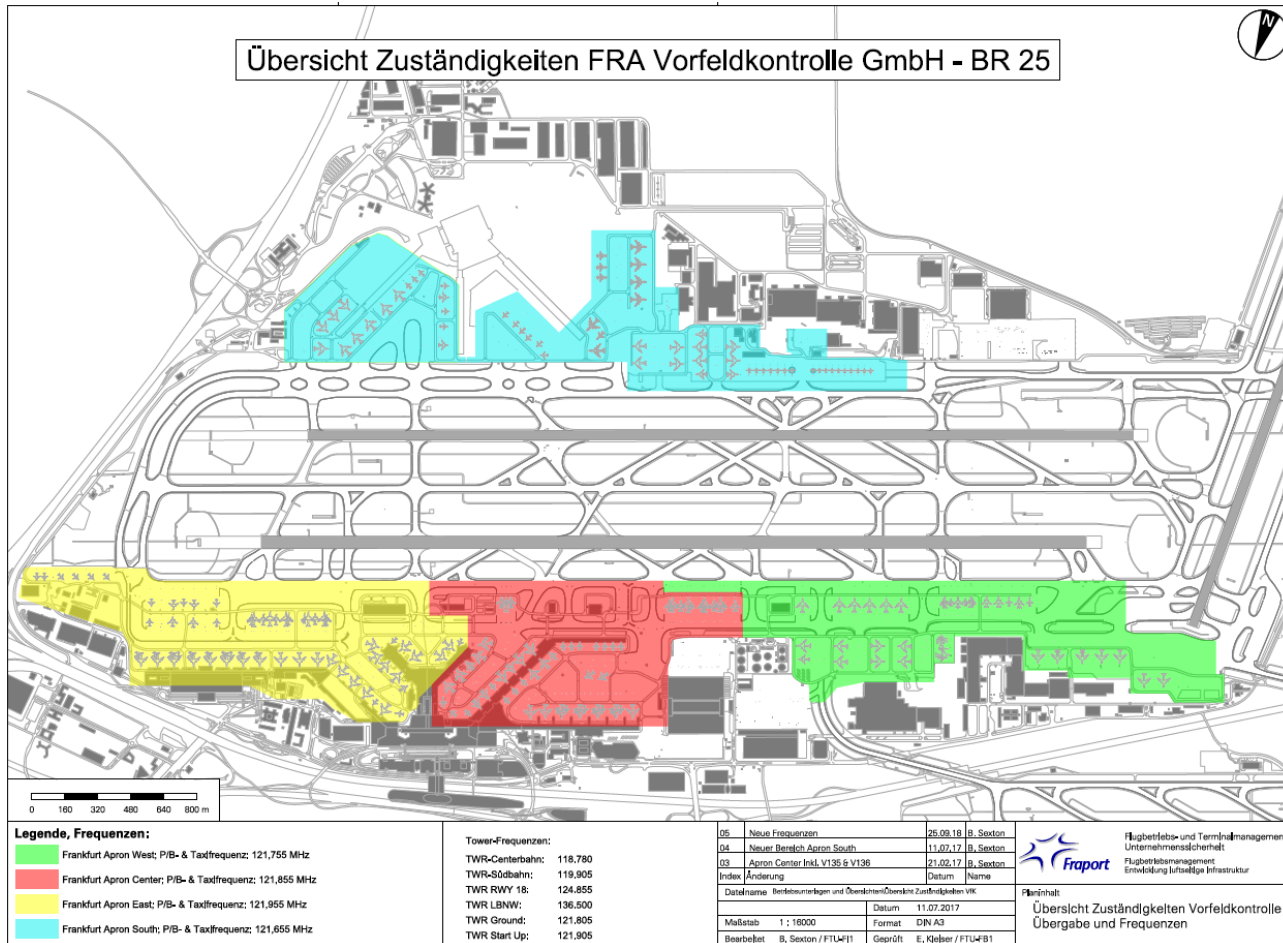 Übersicht Zuständigkeiten FRA Vorfeldkontrolle GmbH - BR 25
N
0 160 320 480 640 800 m
Legende, Frequenzen:
Frankfurt Apron West; P/B- & Taxifrequenz: 121,755 MHz
Frankfurt Apron Center; P/B- & Taxifrequenz: 121,855 MHz
Frankfurt Apron East; P/B- & Taxifrequenz: 121,955 MHz
Frankfurt Apron South; P/B- & Taxifrequenz: 121,655 MHz
Tower-Frequenzen:
TWR-Centerbahn: 118,780
TWR-Südbahn: 119,905
TWR RWY 18: 124.855
TWR LBNW: 136,500
TWR Ground: 121,805
TWR Start Up: 121,905
05 Neue Frequenzen 25.09.18 B. Sexton
04 Neuer Bereich Apron South 11.07.17 B. Sexton
03 Apron Center inkl. V135 & V136 21.02.17 B. Sexton
Index Änderung Datum Name
Dateiname Betriebsunterlagen und Übersichten\Übersicht Zuständigkeiten VfK
Datum 11.07.2017
Maßstab 1 : 16000 Format DIN A3
Bearbeitet B. Sexton / FTU-FI1 Geprüft E. Kleiser / FTU-FB1
Fraport
Flugbetriebs- und Terminalmanagement
Unternehmenssicherheit
Flugbetriebsmanagement
Entwicklung luftseitige Infrastruktur
Planinhalt
Übersicht Zuständigkeiten Vorfeldkontrolle
Übergabe und Frequenzen